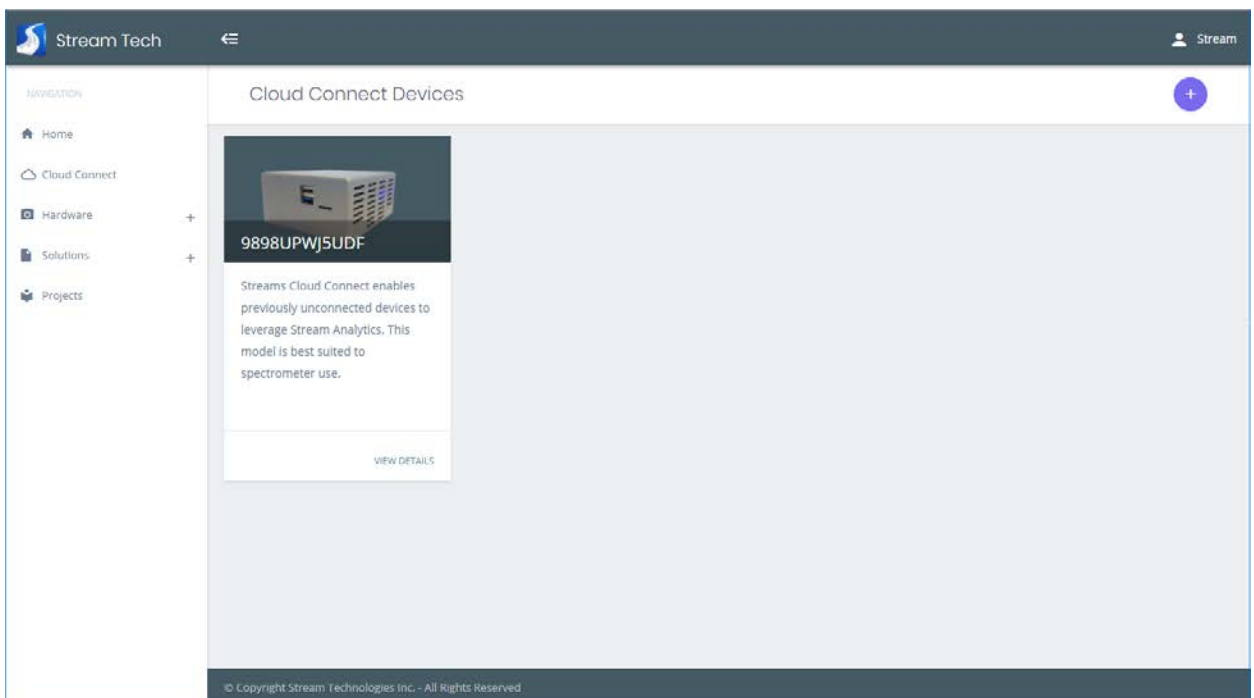 Stream Tech
Stream
NAVIGATION
Home
Cloud Connect
Hardware +
Solutions +
Projects
Cloud Connect Devices
+
9898UPWJ5UDF
Streams Cloud Connect enables
previously unconnected devices to
leverage Stream Analytics. This
model is best suited to
spectrometer use.
VIEW DETAILS
© Copyright Stream Technologies Inc. - All Rights Reserved